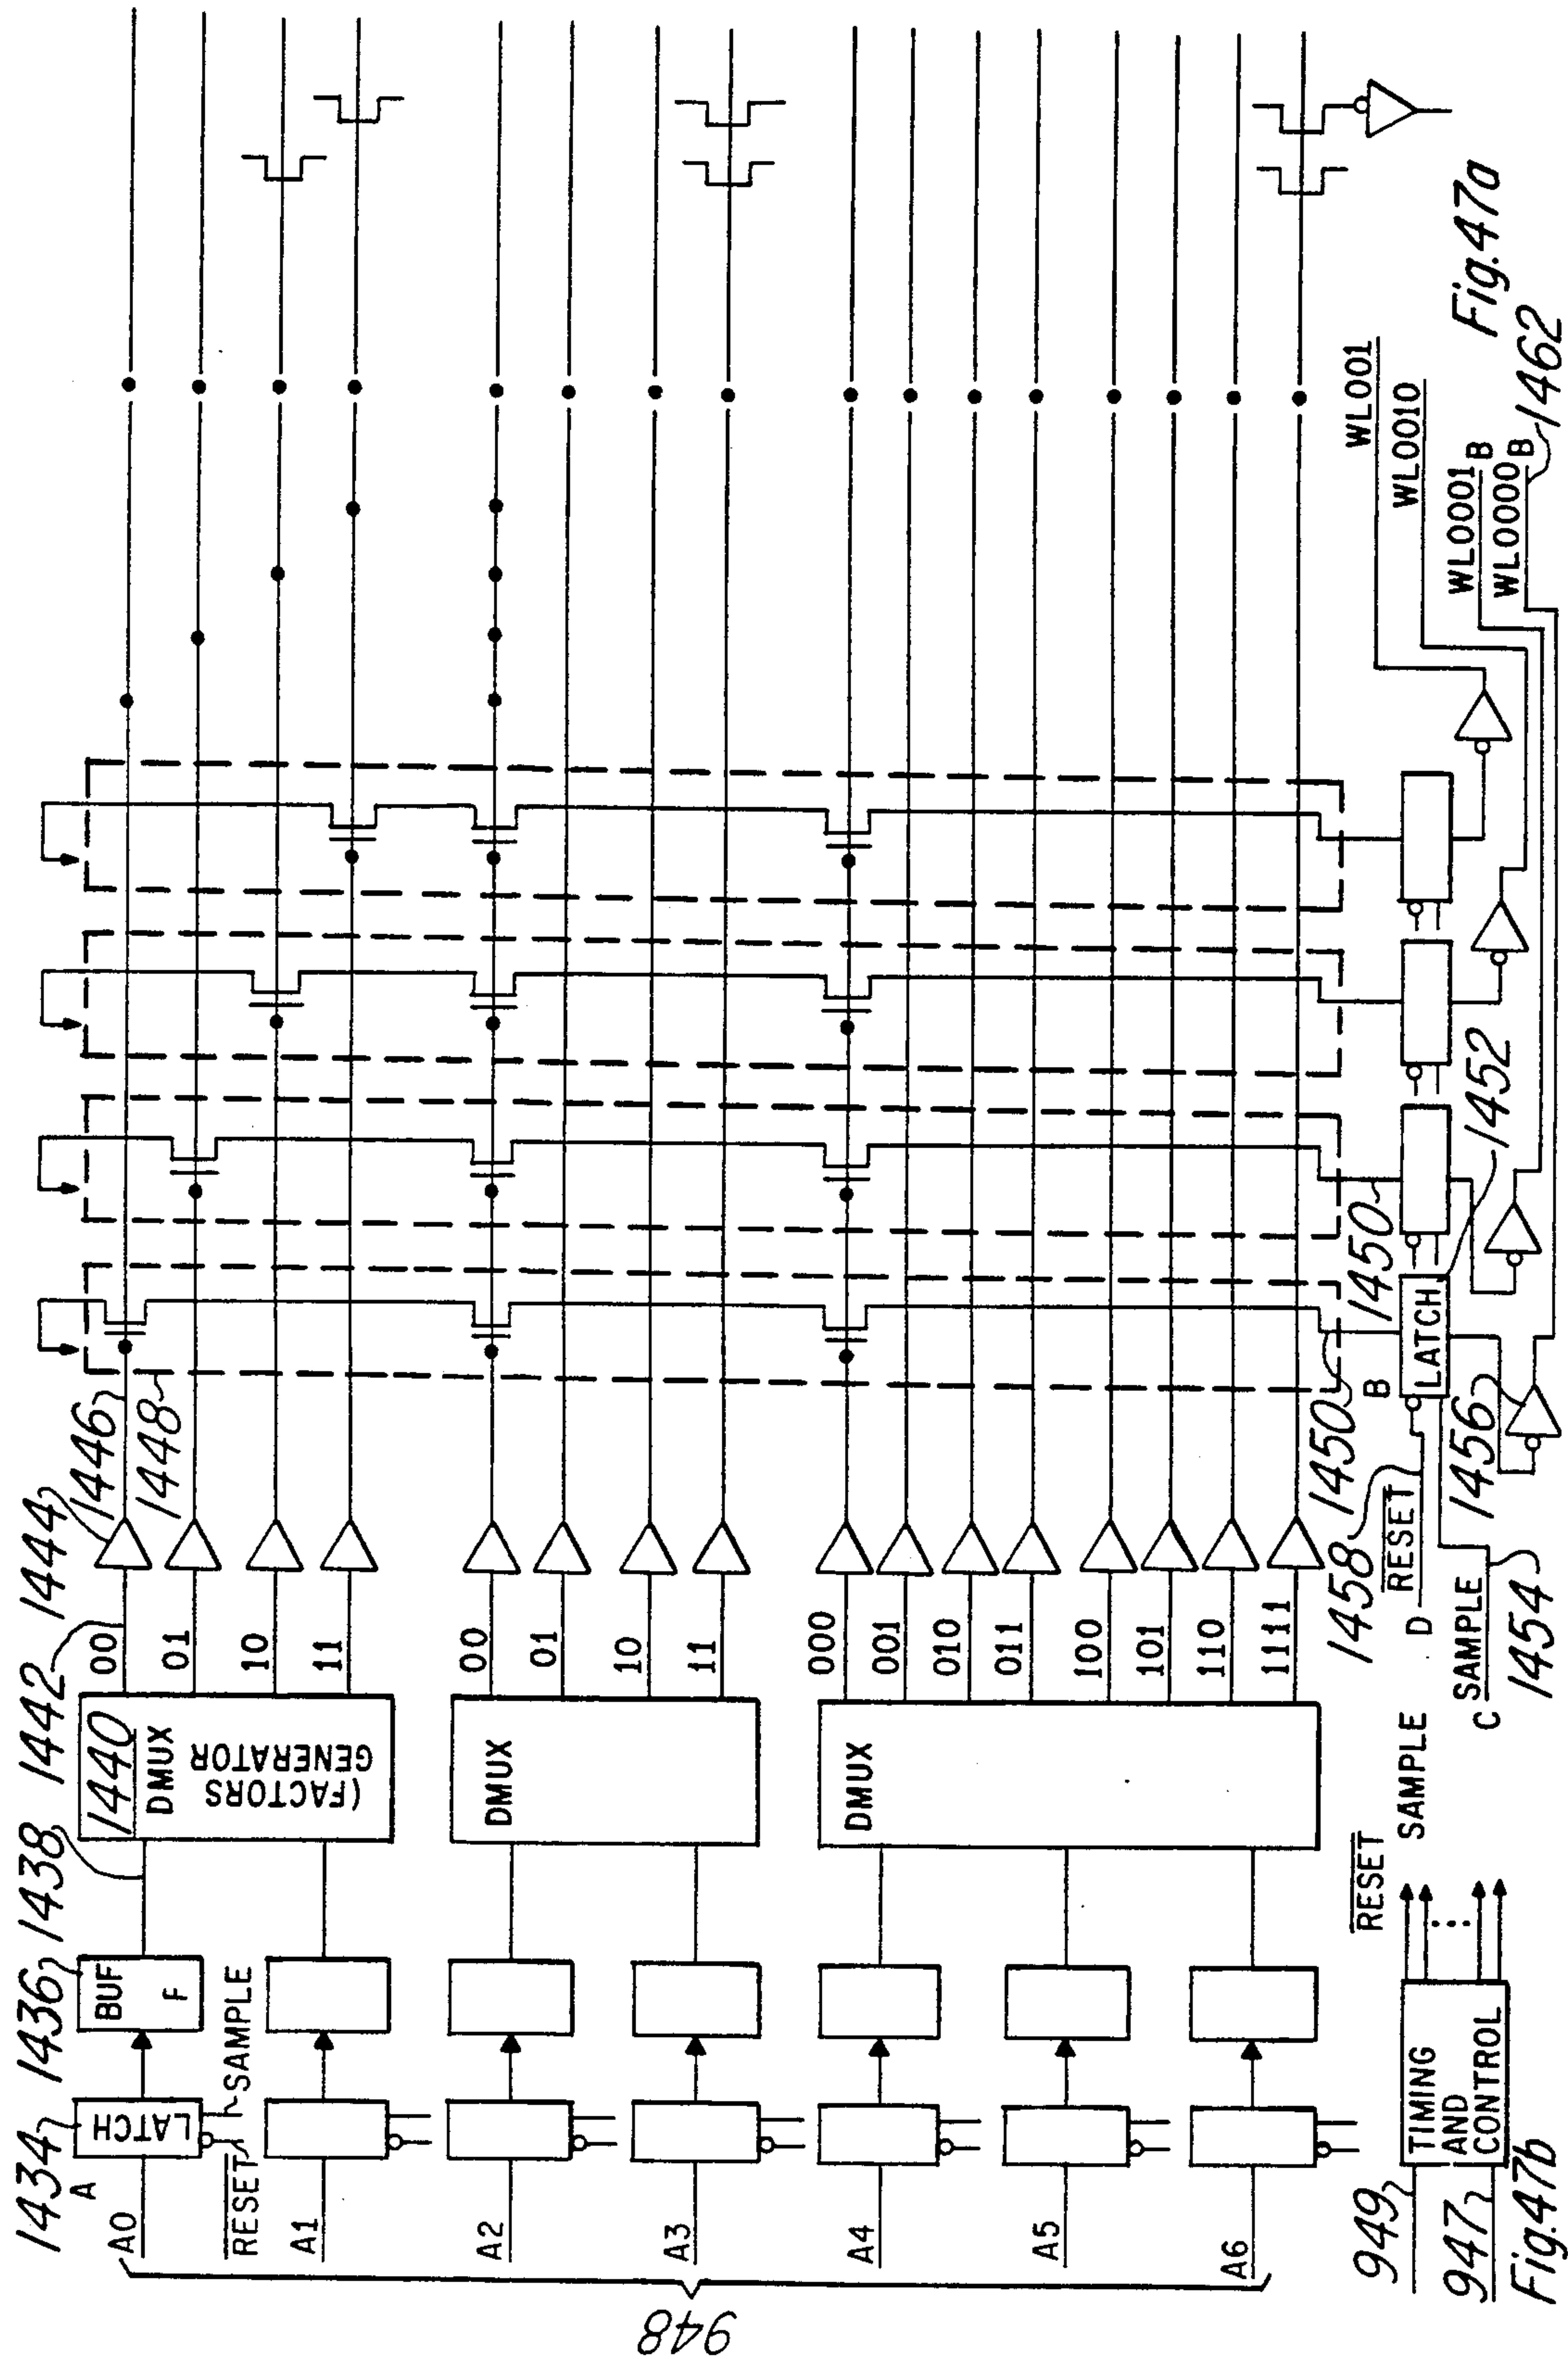 1434
A
1436
1438
1442
1444
1446
1448
A0
LATCH
BUF
F
1440
DMUX
(FACTORS
GENERATOR
00
01
10
11
RESET
SAMPLE
A1
A2
A3
DMUX
00
01
10
11
948
A4
A5
A6
DMUX
000
001
010
011
100
101
110
1111
949
947
TIMING
AND
CONTROL
RESET
SAMPLE
Fig.47b
1458
D RESET
C SAMPLE
1454
1450
B
LATCH
1456
1450
1452
WL001
WL0010
WL0001B
WL0000B
1462
Fig.47a